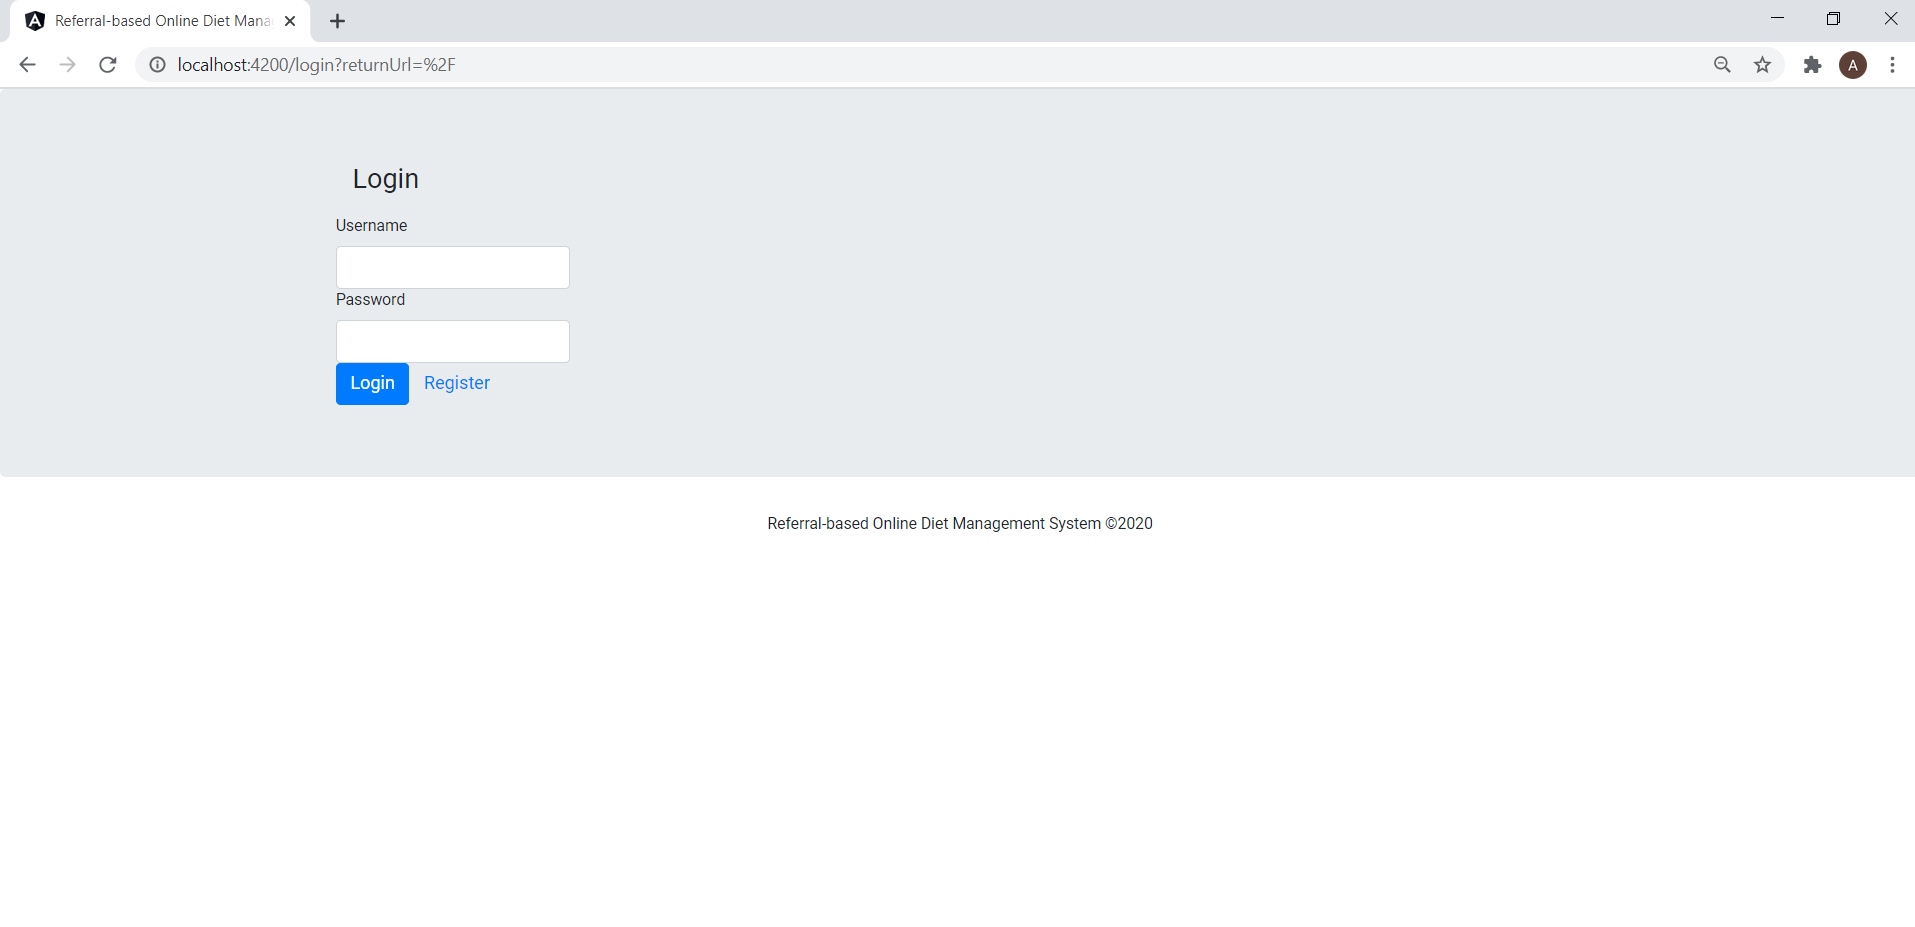 Referral-based Online Diet Mana
localhost:4200/login?returnUrl=%2F
A
Login
Username
Password
Login Register
Referral-based Online Diet Management System ©2020